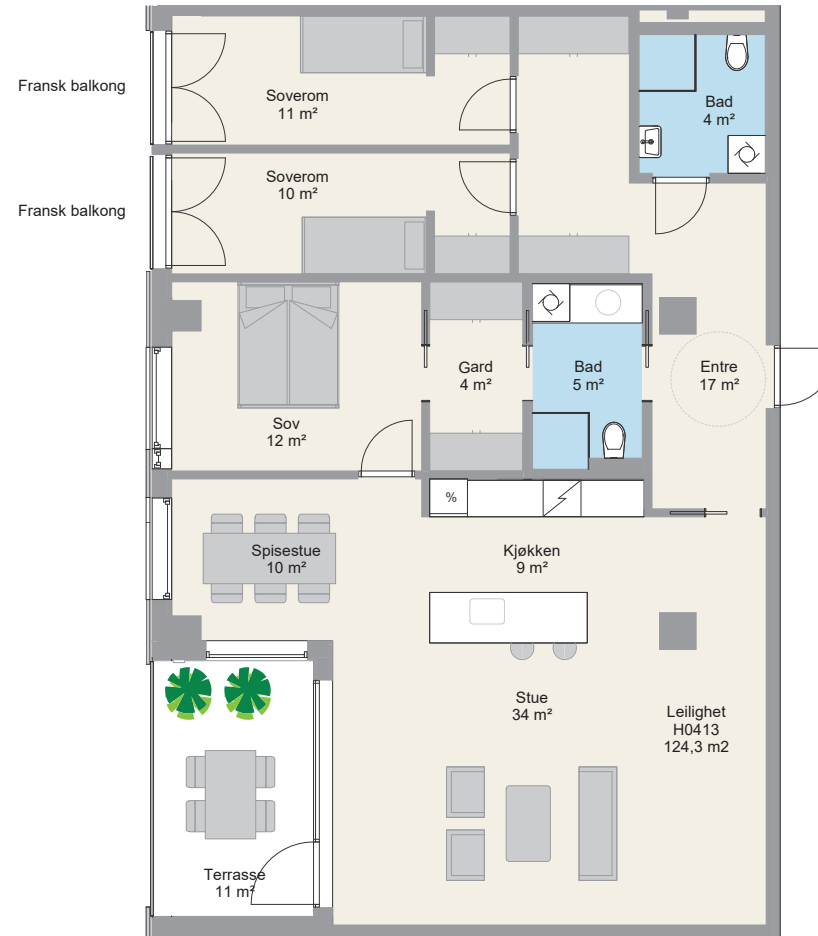 Fransk balkong
Soverom
11 m²
Bad
4 m²
Fransk balkong
Soverom
10 m²
Sov
12 m²
Gard
4 m²
Bad
5 m²
Entre
17 m²
%
Spisestue
10 m²
Kjøkken
9 m²
Stue
34 m²
Leilighet
H0413
124,3 m2
Terrasse
11 m²